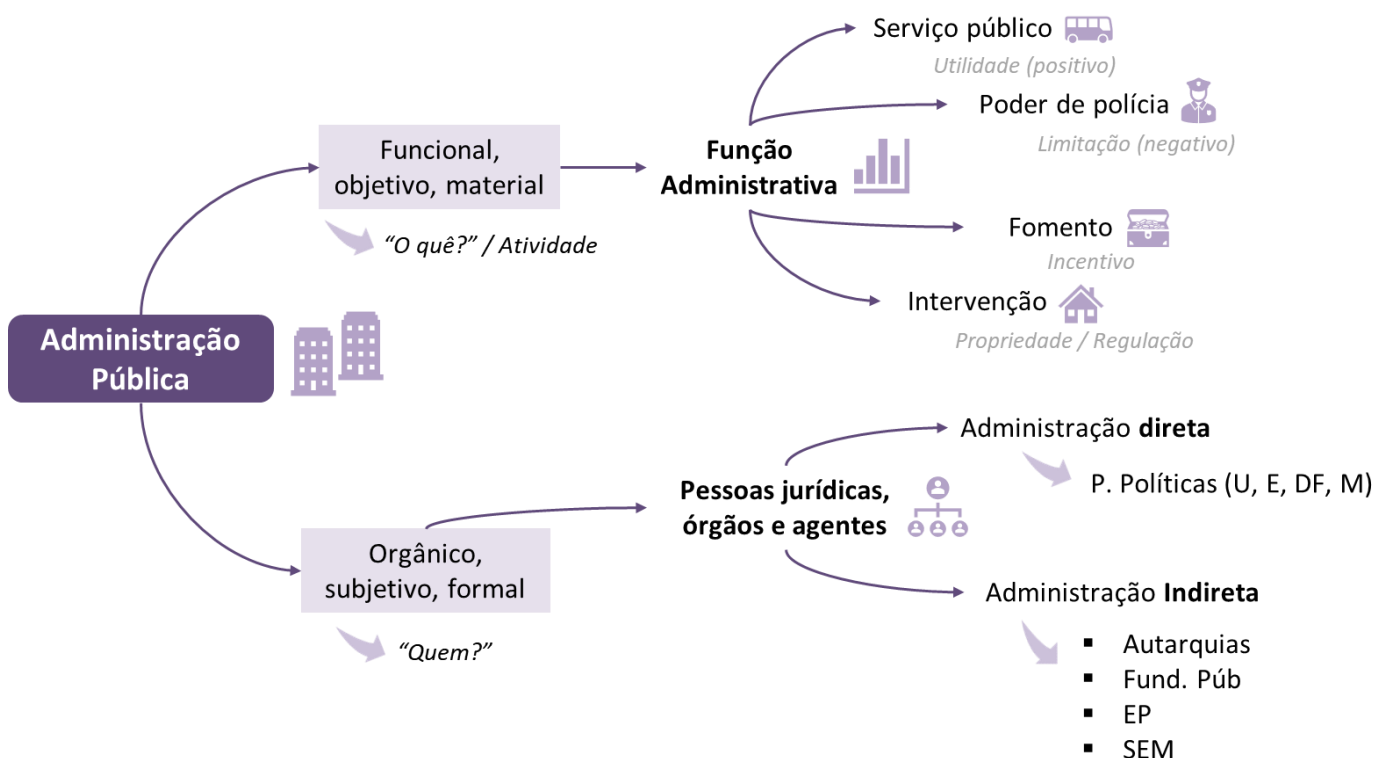 Administração
Pública
Funcional,
objetivo, material
“O quê?” / Atividade
Função
Administrativa
Serviço público
Utilidade (positivo)
Poder de polícia
Limitação (negativo)
Fomento
Incentivo
Intervenção
Propriedade / Regulação
Orgânico,
subjetivo, formal
“Quem?”
Pessoas jurídicas,
órgãos e agentes
Administração direta
P. Políticas (U, E, DF, M)
Administração Indireta
▪ Autarquias
▪ Fund. Púb
▪ EP
▪ SEM